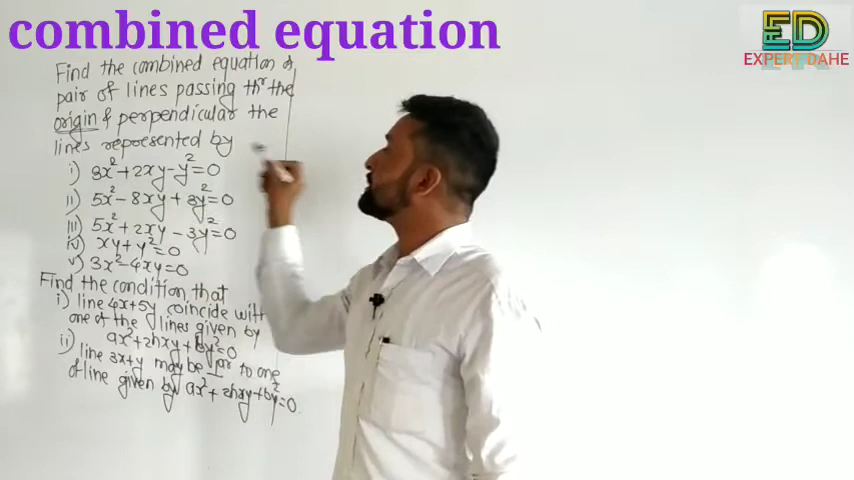 combined equation
ED
EXPERT DAHE
Find the combined equation of
pair of lines passing thr the
origin & perpendicular the
lines represented by
i) 3x²+2xy-y²=0
ii) 5x²-8xy+3y²=0
iii) 5x²+2xy-3y²=0
iv) xy+y²=0
v) 3x²-4xy=0
Find the condition that
i) line 4x+5y coincide with
one of the lines given by
ax²+2hxy+by²=0
ii) line 3x+y may be ⊥ar to one
of line given by ax²+2hxy+by²=0.